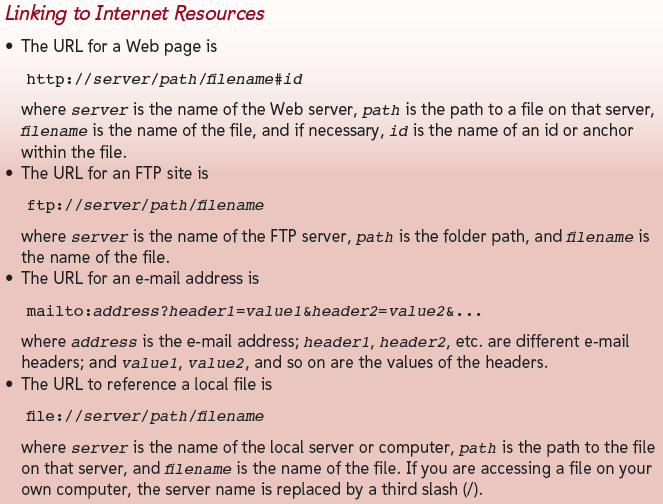 Linking to Internet Resources
• The URL for a Web page is
http://server/path/filename#id
where server is the name of the Web server, path is the path to a file on that server,
filename is the name of the file, and if necessary, id is the name of an id or anchor
within the file.
• The URL for an FTP site is
ftp://server/path/filename
where server is the name of the FTP server, path is the folder path, and filename is
the name of the file.
• The URL for an e-mail address is
mailto:address?header1=value1&header2=value2&...
where address is the e-mail address; header1, header2, etc. are different e-mail
headers; and value1, value2, and so on are the values of the headers.
• The URL to reference a local file is
file://server/path/filename
where server is the name of the local server or computer, path is the path to the file
on that server, and filename is the name of the file. If you are accessing a file on your
own computer, the server name is replaced by a third slash (/).